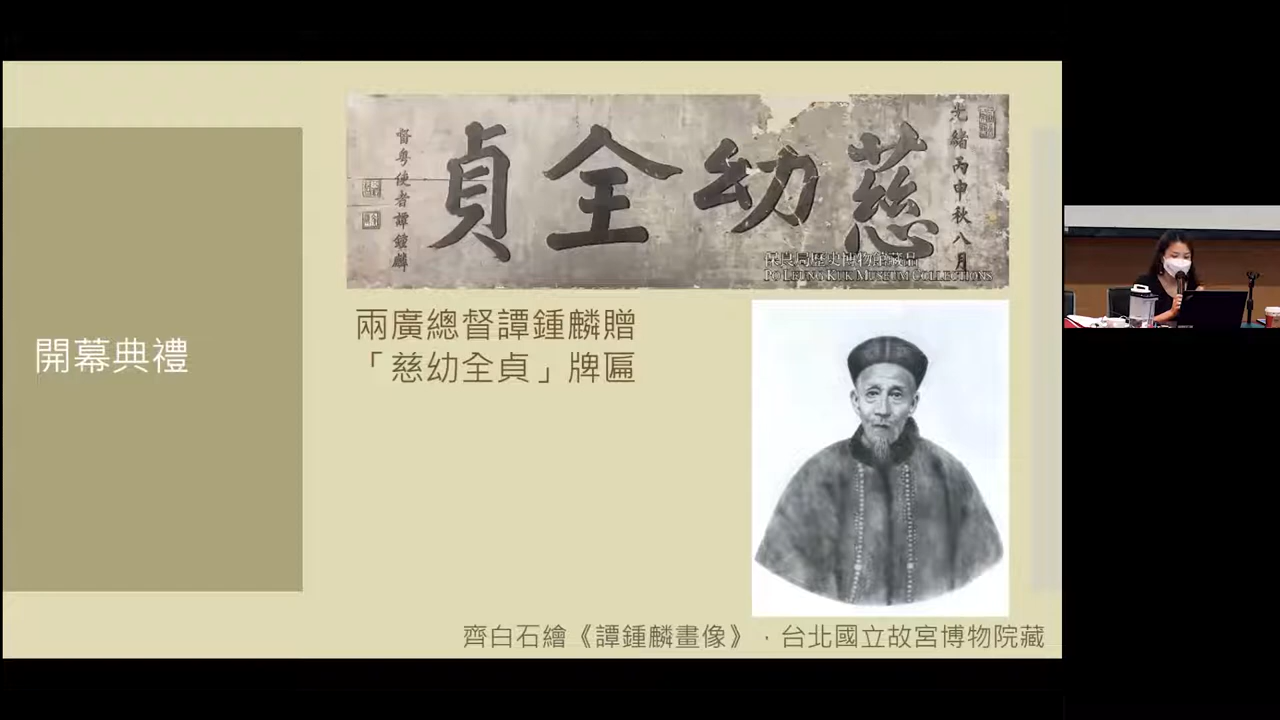 開幕典禮
光緒丙申秋八月
慈幼全貞
督粵使者譚鍾麟
保良局歷史博物館藏品
PO LEUNG KUK MUSEUM COLLECTIONS
兩廣總督譚鍾麟贈
「慈幼全貞」牌匾
齊白石繪《譚鍾麟畫像》，台北國立故宮博物院藏